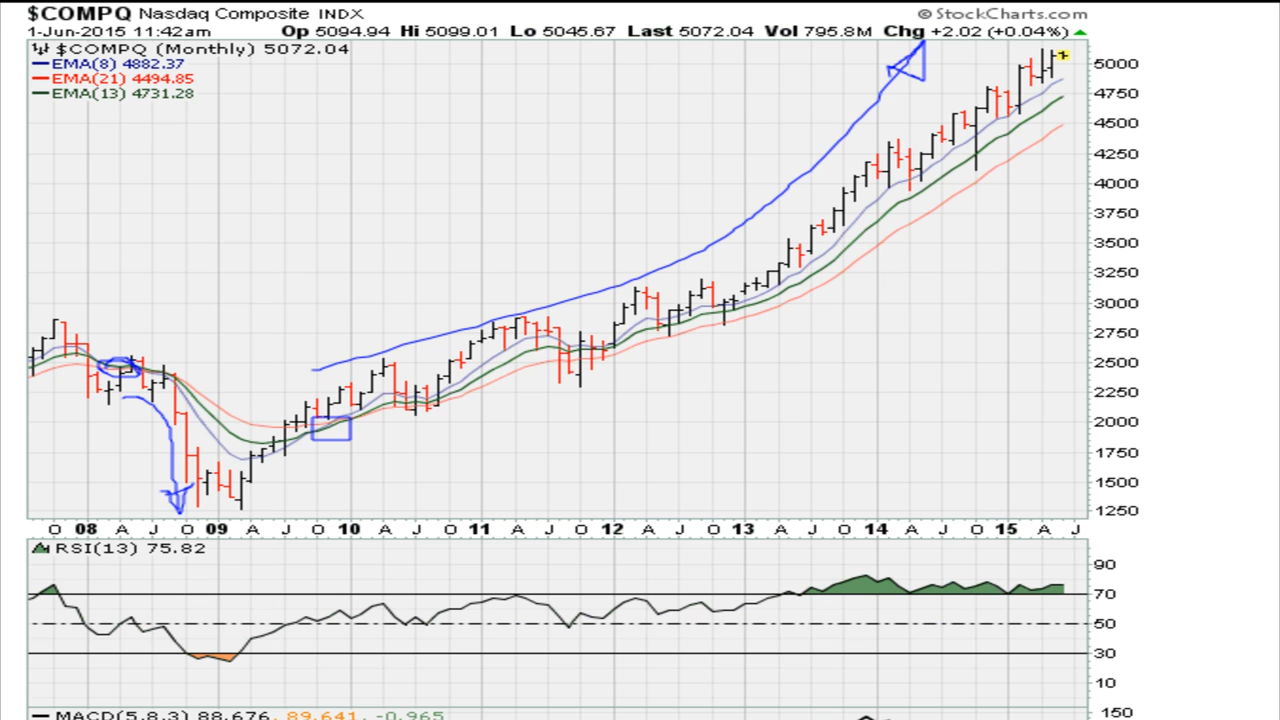 $COMPQ Nasdaq Composite INDX © StockCharts.com
1-Jun-2015 11:42am Op 5094.94 Hi 5099.01 Lo 5045.67 Last 5072.04 Vol 795.8M Chg +2.02 (+0.04%)
$COMPQ (Monthly) 5072.04
EMA(8) 4882.37
EMA(21) 4494.85
EMA(13) 4731.28
5000
4750
4500
4250
4000
3750
3500
3250
3000
2750
2500
2250
2000
1750
1500
1250
O 08 A J O 09 A J O 10 A J O 11 A J O 12 A J O 13 A J O 14 A J O 15 A J
RSI(13) 75.82
90
70
50
30
10
MACD(5,8,3) 88.676, 89.641, -0.965
150